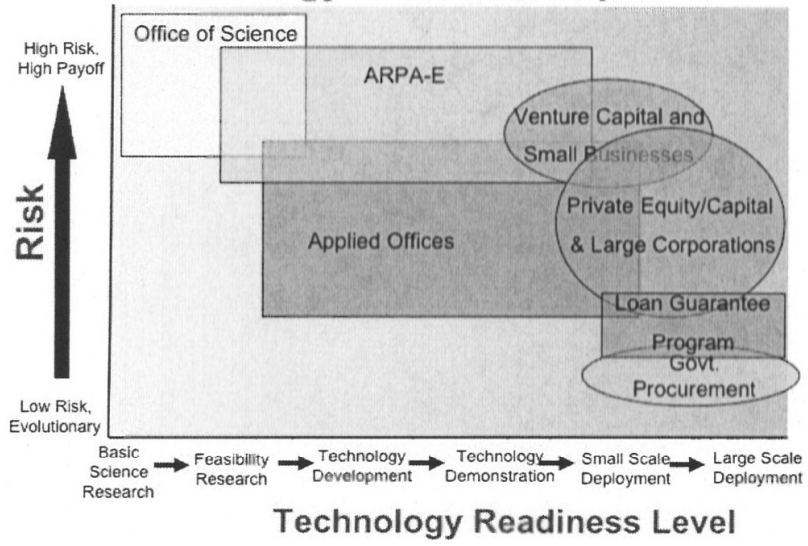 Office of Science
High Risk,
High Payoff
ARPA-E
Venture Capital and
Small Businesses
Private Equity/Capital
& Large Corporations
Applied Offices
Risk
Loan Guarantee
Program
Govt.
Procurement
Low Risk,
Evolutionary
Basic
Science
Research
Feasibility
Research
Technology
Development
Technology
Demonstration
Small Scale
Deployment
Large Scale
Deployment
Technology Readiness Level